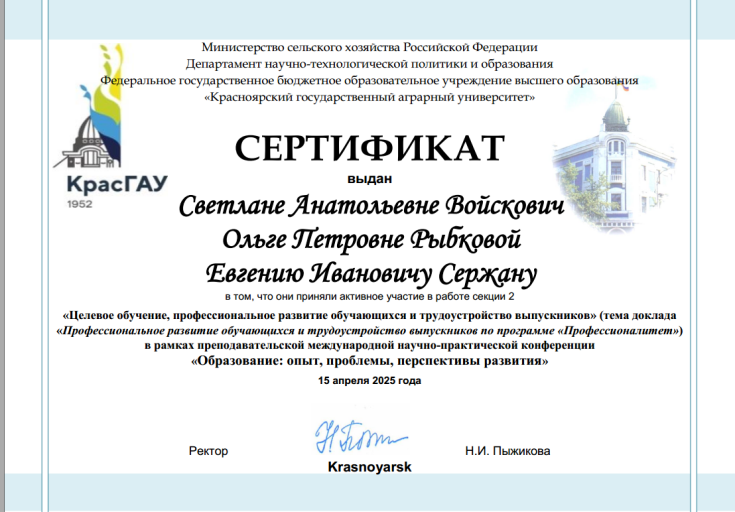 Министерство сельского хозяйства Российской Федерации
Департамент научно-технологической политики и образования
Федеральное государственное бюджетное образовательное учреждение высшего образования
«Красноярский государственный аграрный университет»
КрасГАУ
1952
СЕРТИФИКАТ
выдан
Светлане Анатольевне Войскович
Ольге Петровне Рыбковой
Евгению Ивановичу Сержану
в том, что они приняли активное участие в работе секции 2
«Целевое обучение, профессиональное развитие обучающихся и трудоустройство выпускников» (тема доклада
«Профессиональное развитие обучающихся и трудоустройство выпускников по программе «Профессионалитет»)
в рамках преподавательской международной научно-практической конференции
«Образование: опыт, проблемы, перспективы развития»
15 апреля 2025 года
Ректор
Н.И. Пыжикова
Krasnoyarsk